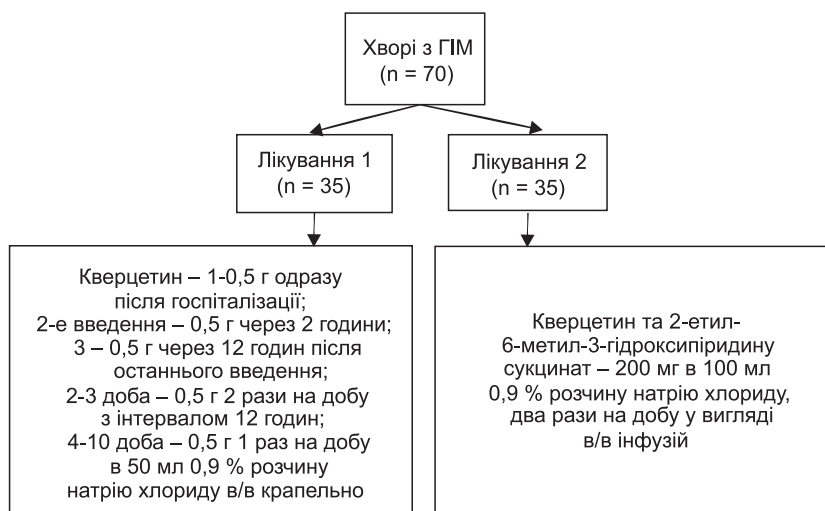 Хворі з ГІМ
(n = 70)
Лікування 1
(n = 35)
Лікування 2
(n = 35)
Кверцетин – 1-0,5 г одразу
після госпіталізації;
2-е введення – 0,5 г через 2 години;
3 – 0,5 г через 12 годин після
останнього введення;
2-3 доба – 0,5 г 2 рази на добу
з інтервалом 12 годин;
4-10 доба – 0,5 г 1 раз на добу
в 50 мл 0,9 % розчину
натрію хлориду в/в крапельно
Кверцетин та 2-етил-
6-метил-3-гідроксипіридину
сукцинат – 200 мг в 100 мл
0,9 % розчину натрію хлориду,
два рази на добу у вигляді
в/в інфузій